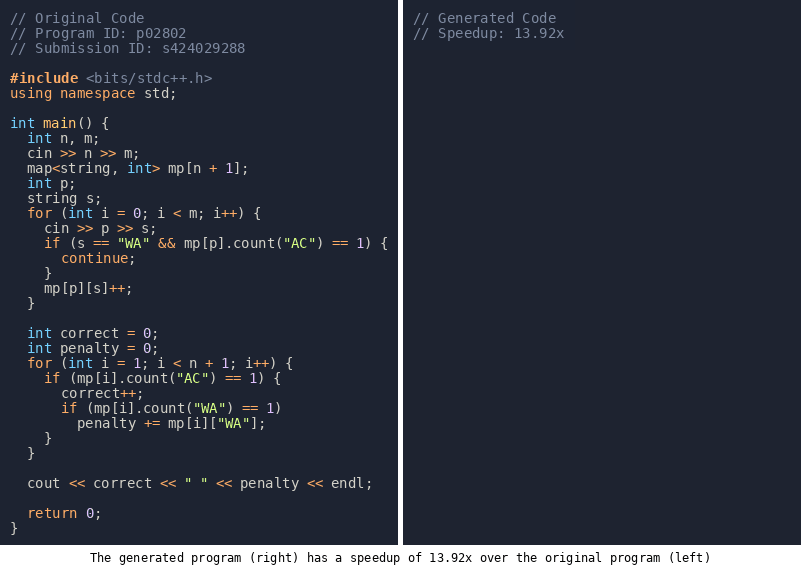 // Original Code
// Program ID: p02802
// Submission ID: s424029288
#include <bits/stdc++.h>
using namespace std;
int main() {
  int n, m;
  cin >> n >> m;
  map<string, int> mp[n + 1];
  int p;
  string s;
  for (int i = 0; i < m; i++) {
    cin >> p >> s;
    if (s == "WA" && mp[p].count("AC") == 1) {
      continue;
    }
    mp[p][s]++;
  }
  int correct = 0;
  int penalty = 0;
  for (int i = 1; i < n + 1; i++) {
    if (mp[i].count("AC") == 1) {
      correct++;
      if (mp[i].count("WA") == 1)
        penalty += mp[i]["WA"];
    }
  }
  cout << correct << " " << penalty << endl;
  return 0;
}
// Generated Code
// Speedup: 13.92x
The generated program (right) has a speedup of 13.92x over the original program (left)